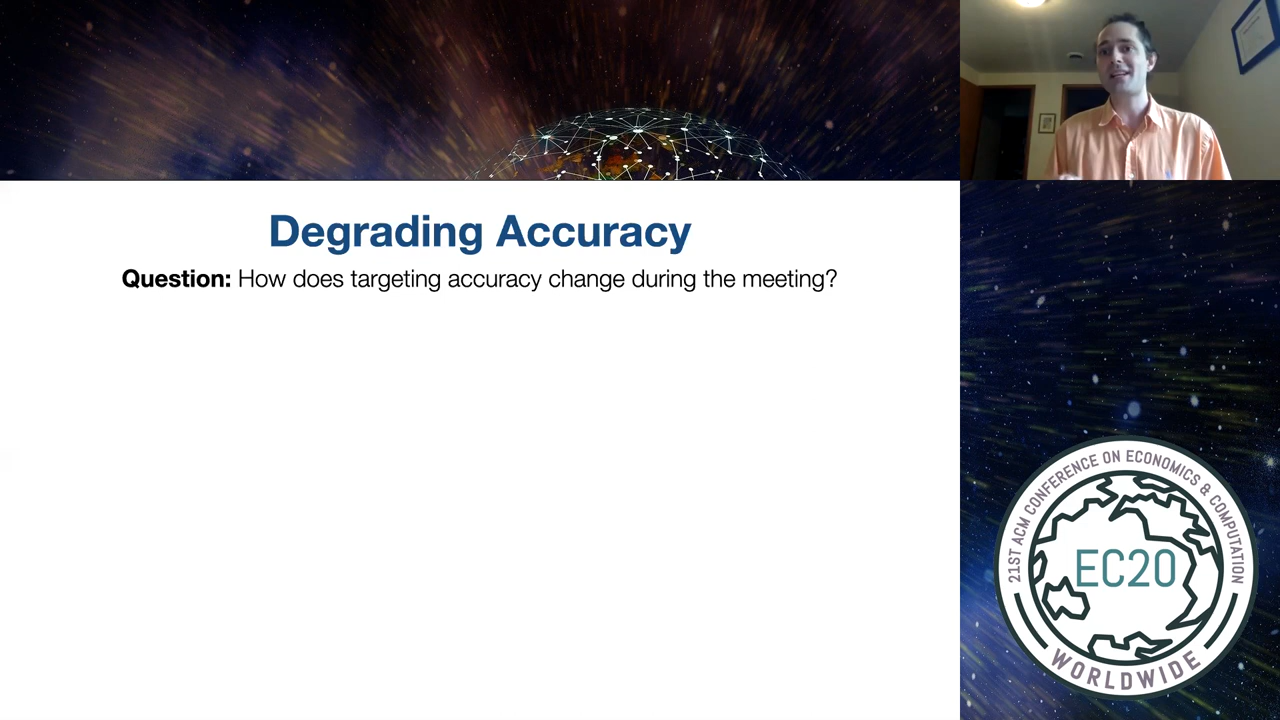 Degrading Accuracy
Question: How does targeting accuracy change during the meeting?
21ST ACM CONFERENCE ON ECONOMICS & COMPUTATION
EC20
WORLDWIDE